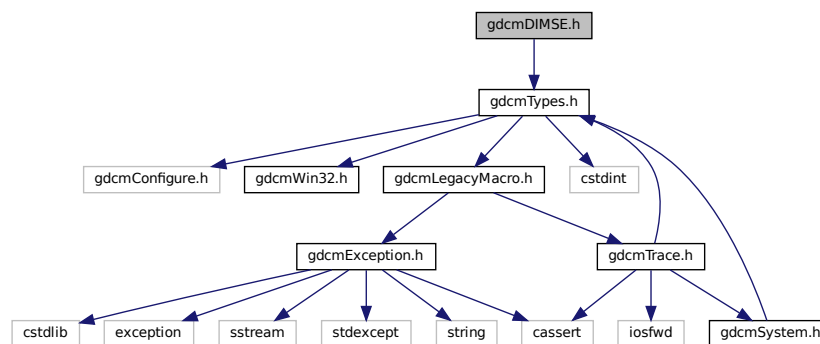 gdcmDIMSE.h
gdcmTypes.h
gdcmConfigure.h
gdcmWin32.h
gdcmLegacyMacro.h
cstdint
gdcmException.h
gdcmTrace.h
cstdlib
exception
sstream
stdexcept
string
cassert
iosfwd
gdcmSystem.h